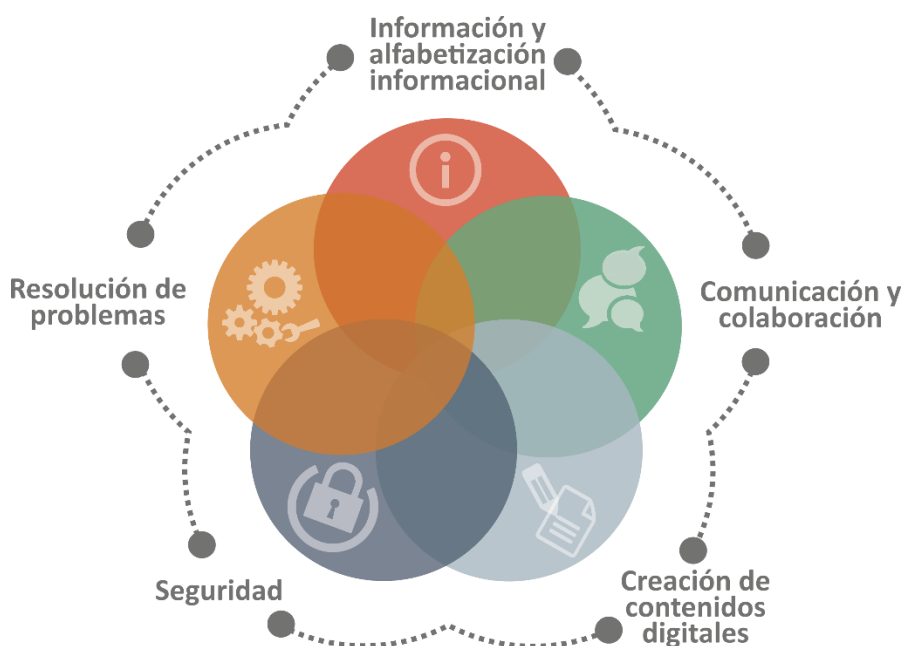 Información y
alfabetización
informacional
Resolución de
problemas
Comunicación y
colaboración
Seguridad
Creación de
contenidos
digitales